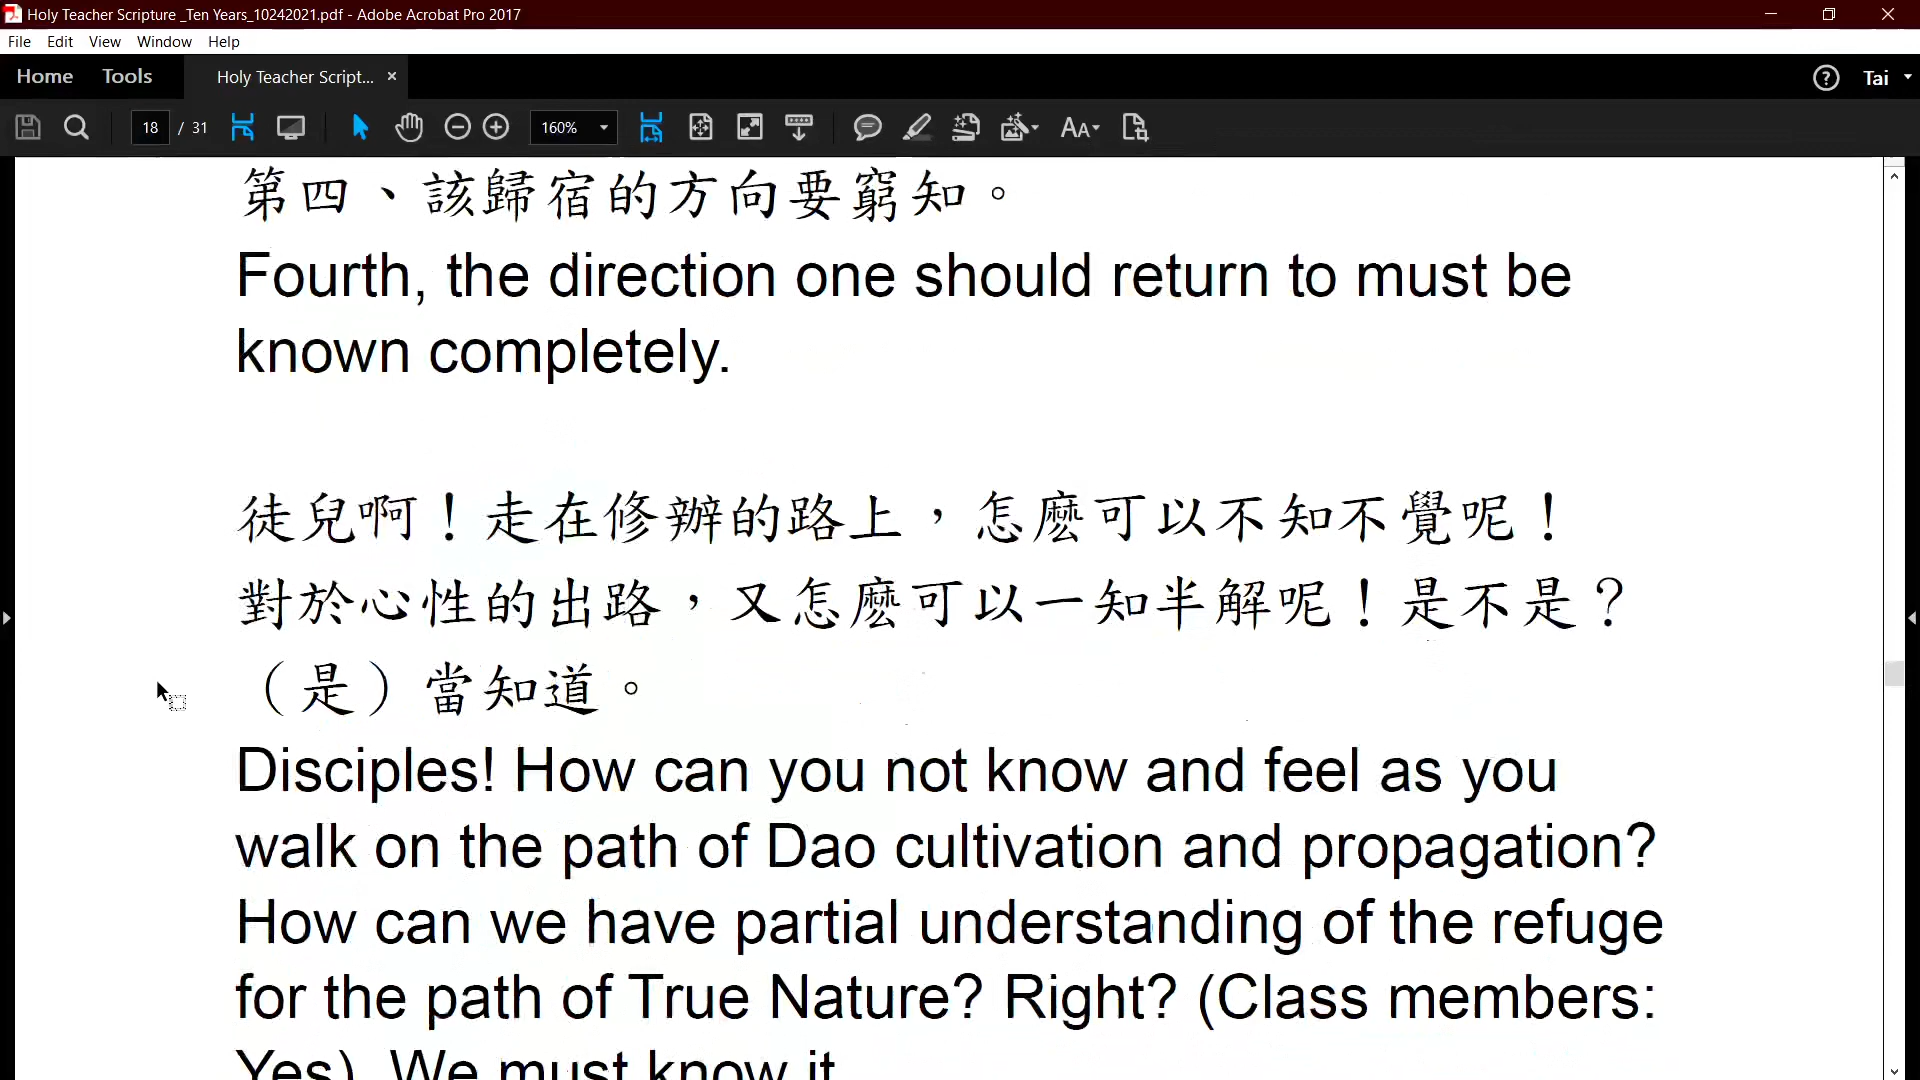 Holy Teacher Scripture _Ten Years_10242021.pdf - Adobe Acrobat Pro 2017
File Edit View Window Help
Home Tools Holy Teacher Script... × Tai
18 / 31 160%
第四、該歸宿的方向要窮知。
Fourth, the direction one should return to must be
known completely.
徒兒啊！走在修辦的路上，怎麼可以不知不覺呢！
對於心性的出路，又怎麼可以一知半解呢！是不是？
（是）當知道。
Disciples! How can you not know and feel as you
walk on the path of Dao cultivation and propagation?
How can we have partial understanding of the refuge
for the path of True Nature? Right? (Class members:
Yes). We must know it